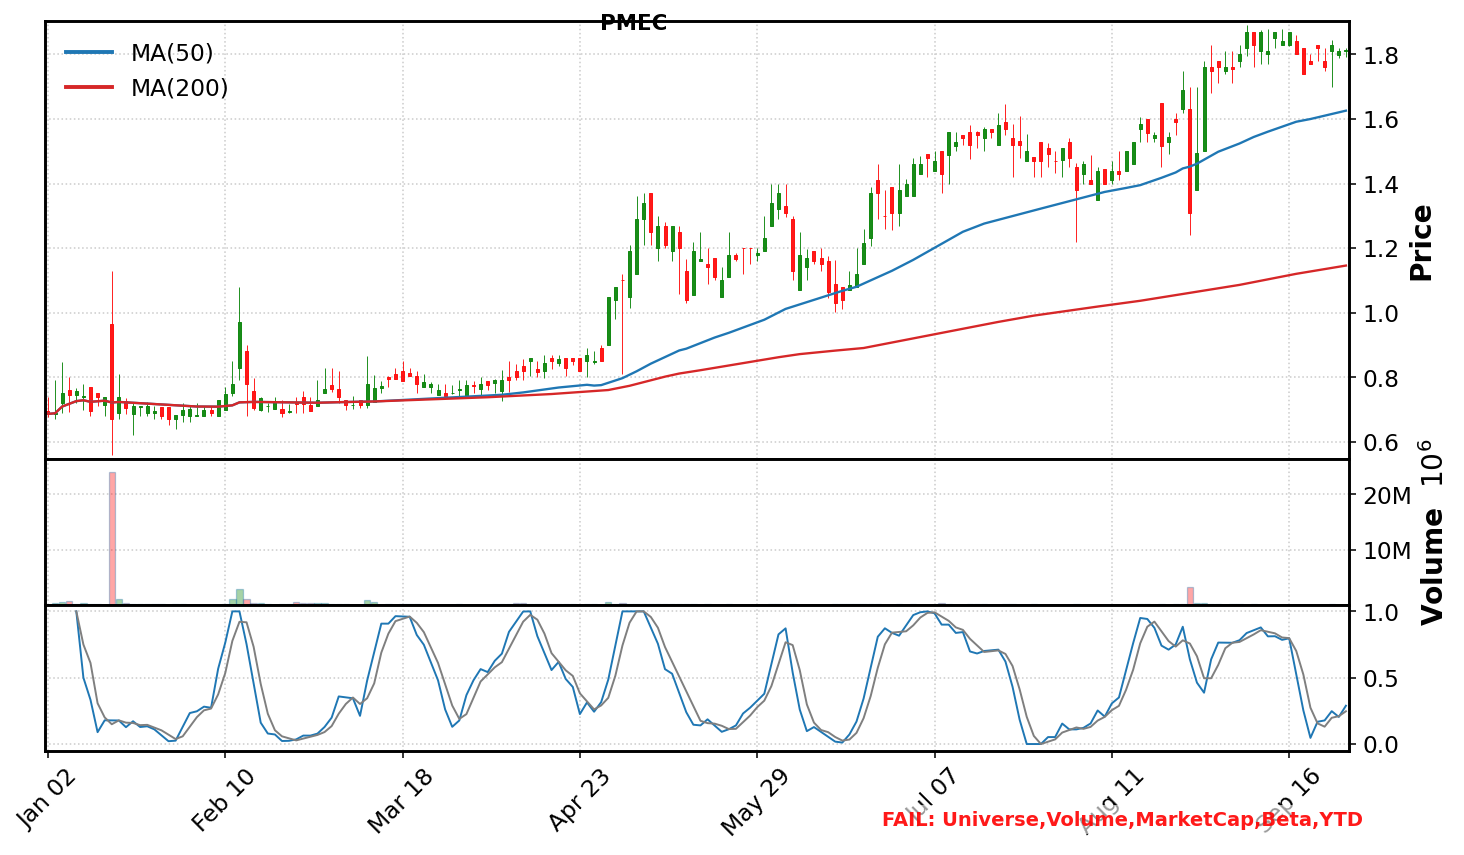 PMEC
MA(50)
MA(200)
1.8
1.6
1.4
1.2
1.0
0.8
0.6
Price
20M
10M
Volume 10^6
1.0
0.5
0.0
Jan 02
Feb 10
Mar 18
Apr 23
May 29
Jul 07
Aug 11
Sep 16
FAIL: Universe,Volume,MarketCap,Beta,YTD